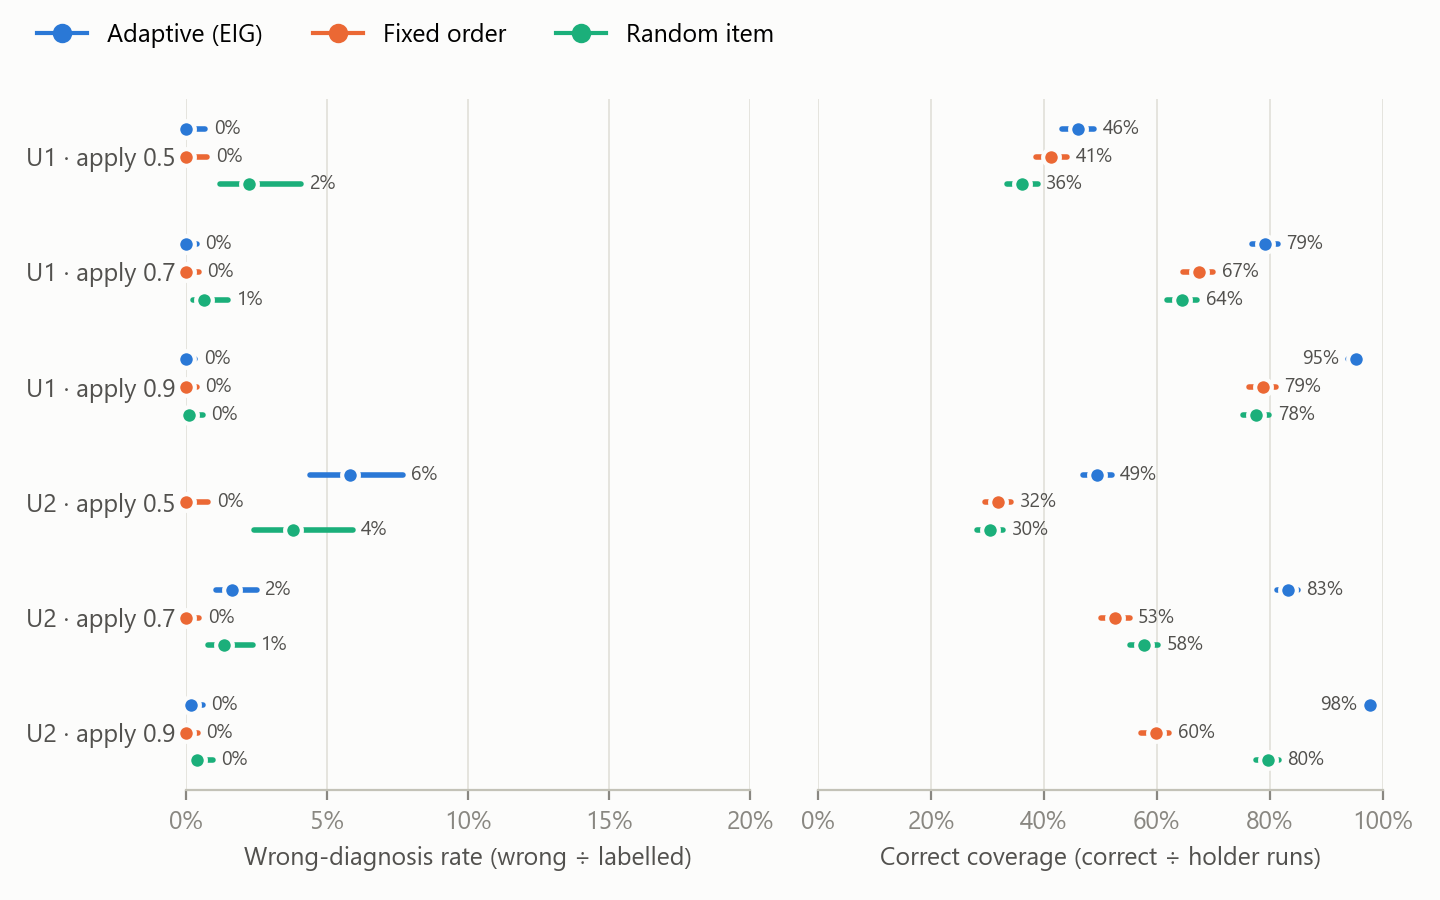 Adaptive (EIG) Fixed order Random item
0% 46%
U1 · apply 0.5 0% 41%
2% 36%
0% 79%
U1 · apply 0.7 0% 67%
1% 64%
0% 95%
U1 · apply 0.9 0% 79%
0% 78%
6% 49%
U2 · apply 0.5 0% 32%
4% 30%
2% 83%
U2 · apply 0.7 0% 53%
1% 58%
0% 98%
U2 · apply 0.9 0% 60%
0% 80%
0% 5% 10% 15% 20% 0% 20% 40% 60% 80% 100%
Wrong-diagnosis rate (wrong ÷ labelled) Correct coverage (correct ÷ holder runs)